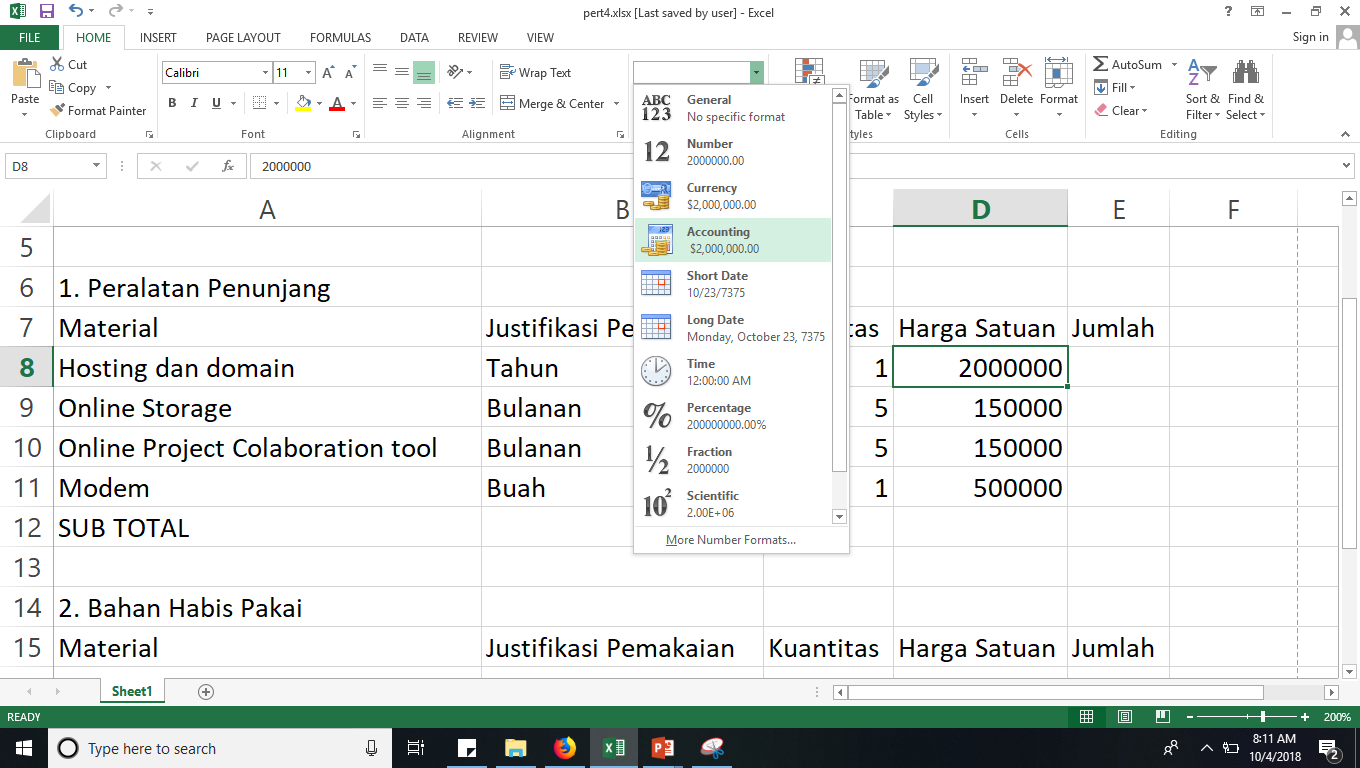 pert4.xlsx [Last saved by user] - Excel
FILE HOME INSERT PAGE LAYOUT FORMULAS DATA REVIEW VIEW Sign in
Cut
Copy
Format Painter
Paste
Clipboard
Calibri 11
B I U
Font
Wrap Text
Merge & Center
Alignment
Format as
Table
Cell
Styles
Insert
Delete
Format
Cells
AutoSum
Fill
Clear
Sort &
Filter
Find &
Select
Editing
D8
fx
2000000
ABC
123
General
No specific format
12
Number
2000000.00
Currency
$2,000,000.00
Accounting
$2,000,000.00
Short Date
10/23/7375
Long Date
Monday, October 23, 7375
Time
12:00:00 AM
%
Percentage
200000000.00%
½
Fraction
2000000
10²
Scientific
2.00E+06
More Number Formats...
A B D E F
5
6 1. Peralatan Penunjang
7 Material Justifikasi Pe tas Harga Satuan Jumlah
8 Hosting dan domain Tahun 1 2000000
9 Online Storage Bulanan 5 150000
10 Online Project Colaboration tool Bulanan 5 150000
11 Modem Buah 1 500000
12 SUB TOTAL
13
14 2. Bahan Habis Pakai
15 Material Justifikasi Pemakaian Kuantitas Harga Satuan Jumlah
Sheet1
READY 200%
Type here to search
8:11 AM
10/4/2018
2